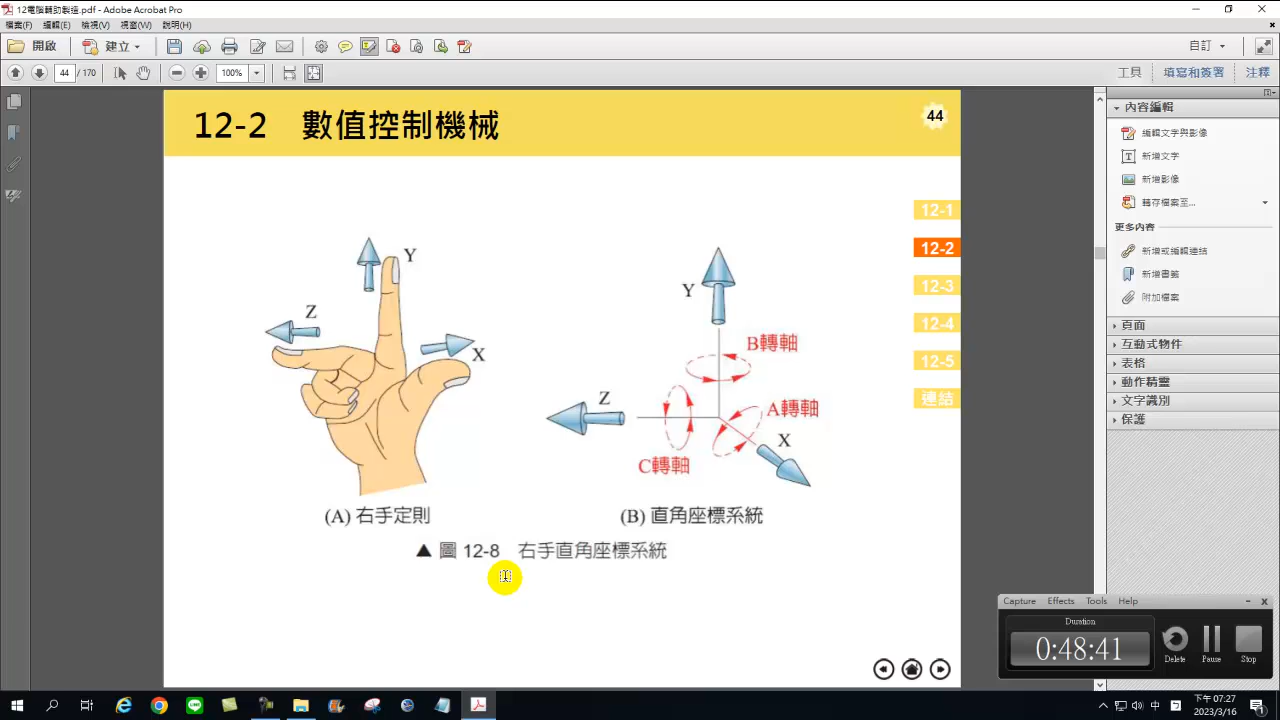 12電腦輔助製造.pdf - Adobe Acrobat Pro
檔案(F) 編輯(E) 檢視(V) 視窗(W) 說明(H)
開啟 建立 自訂
44 / 170 100% 工具 填寫和簽署 注釋
12-2 數值控制機械
44
12-1
12-2
12-3
12-4
12-5
連結
Y
Z
X
Y
B轉軸
Z
A轉軸
X
C轉軸
(A) 右手定則
(B) 直角座標系統
▲ 圖 12-8 右手直角座標系統
內容編輯
編輯文字與影像
新增文字
新增影像
轉存檔案至...
更多內容
新增或編輯連結
新增書籤
附加檔案
頁面
互動式物件
表格
動作精靈
文字識別
保護
Capture Effects Tools Help
Duration
0:48:41
Delete Pause Stop
中
下午 07:27
2023/3/16